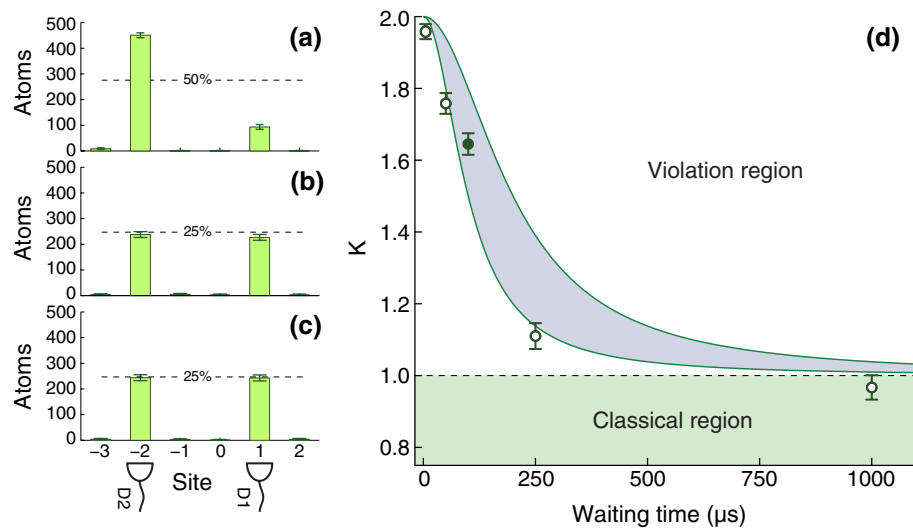 (a)
Atoms
500
400
300
200
100
0
50%
(b)
Atoms
500
400
300
200
100
0
25%
(c)
Atoms
500
400
300
200
100
0
25%
−3 −2 −1 0 1 2
Site
D2
D1
(d)
K
2.0
1.8
1.6
1.4
1.2
1.0
0.8
Violation region
Classical region
0 250 500 750 1000
Waiting time (μs)